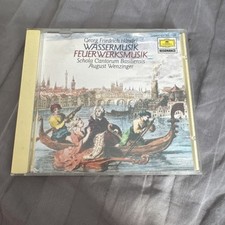 Georg Friedrich Händel
WASSERMUSIK
FEUERWERKSMUSIK
Schola Cantorum Basiliensis
August Wenzinger